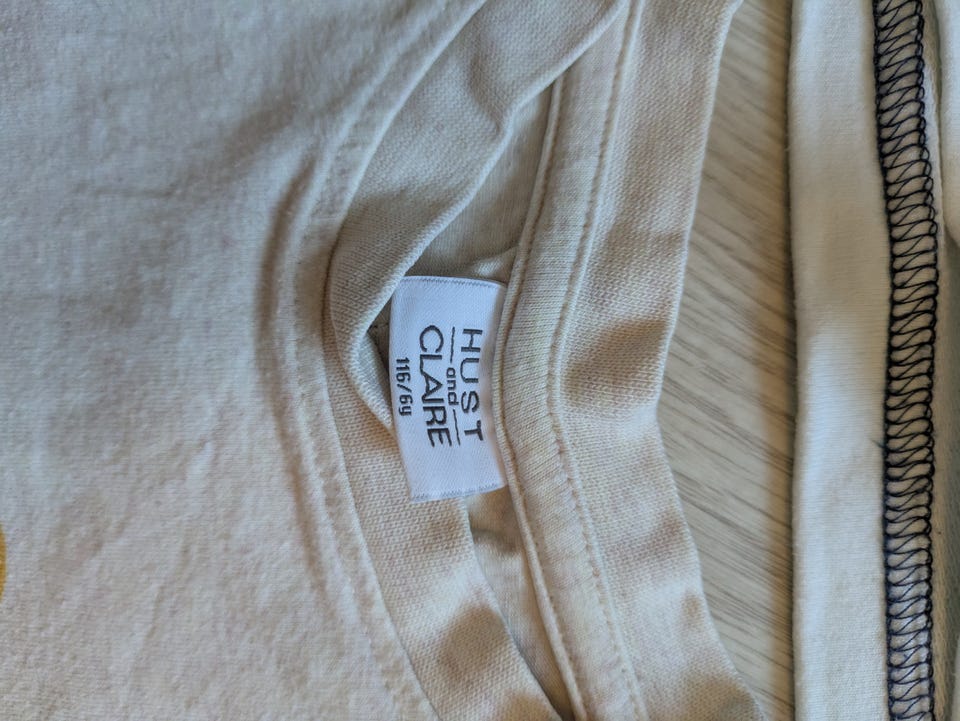 HUST
and
CLAIRE
116/6y